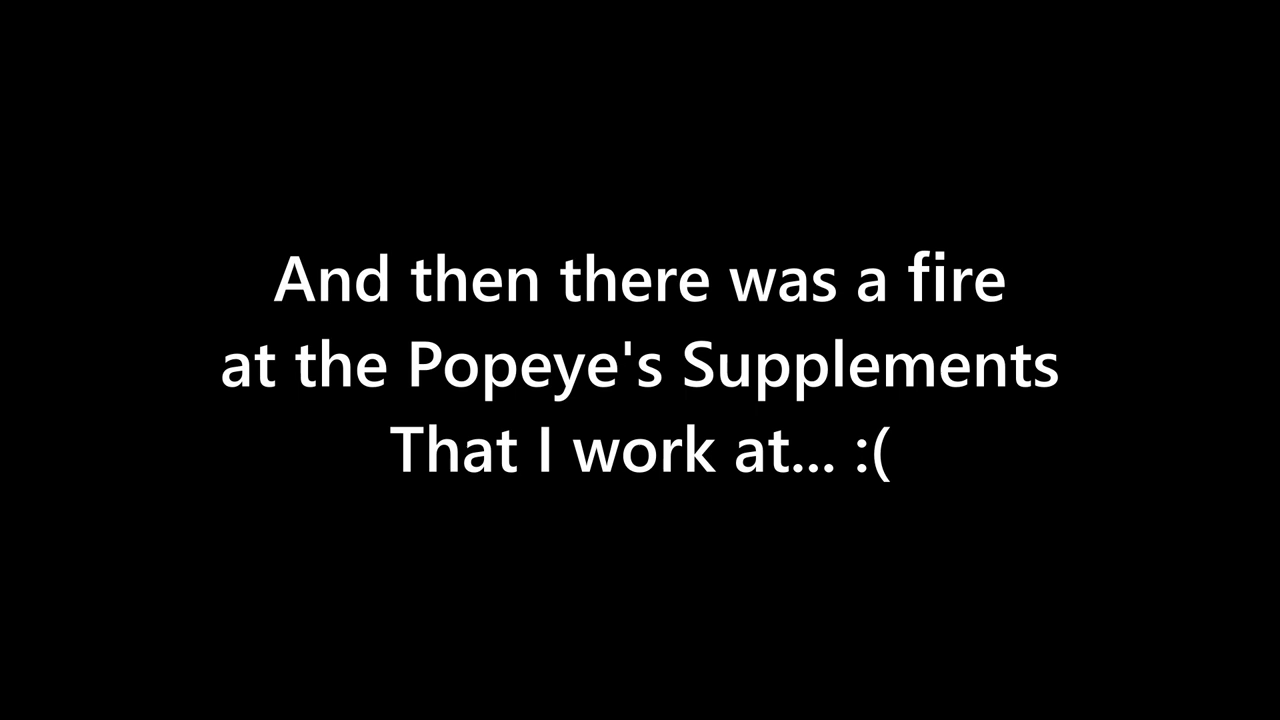 And then there was a fire
at the Popeye's Supplements
That I work at... :(